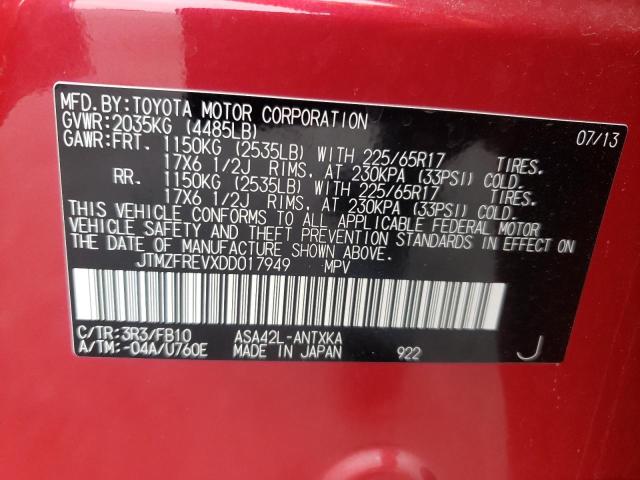 MFD.BY:TOYOTA MOTOR CORPORATION 07/13
GVWR:2035KG (4485LB)
GAWR:FRT. 1150KG (2535LB) WITH 225/65R17 TIRES.
17X6 1/2J RIMS, AT 230KPA (33PSI) COLD.
RR. 1150KG (2535LB) WITH 225/65R17 TIRES.
17X6 1/2J RIMS, AT 230KPA (33PSI) COLD.
THIS VEHICLE CONFORMS TO ALL APPLICABLE FEDERAL MOTOR
VEHICLE SAFETY AND THEFT PREVENTION STANDARDS IN EFFECT ON
THE DATE OF MANUFACTURE SHOWN ABOVE.
JTMZFREVXDD017949 MPV
C/TR:3R3/FB10 ASA42L-ANTXKA
A/TM:-04A/U760E MADE IN JAPAN 922 J